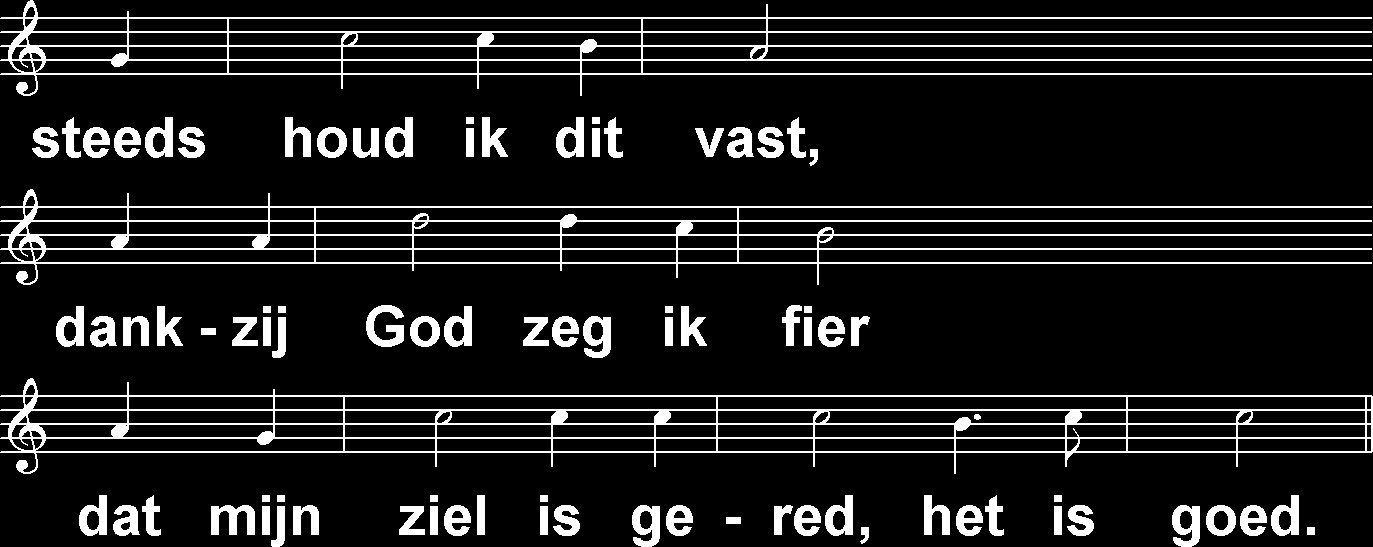 steeds houd ik dit vast,
dank - zij God zeg ik fier
dat mijn ziel is ge - red, het is goed.